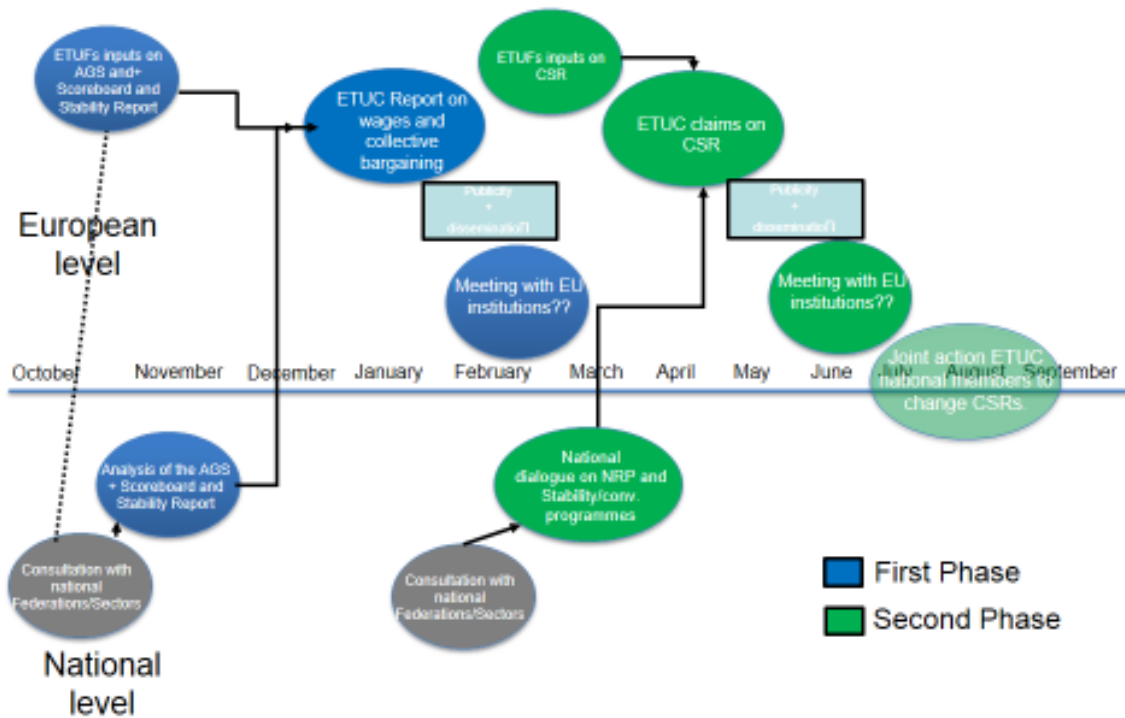 ETUFs inputs on
AGS and+
Scoreboard and
Stability Report
ETUC Report on
wages and
collective
bargaining
ETUFs inputs on
CSR
ETUC claims on
CSR
Publicity
+
dissemination
Publicity
+
dissemination
European
level
Meeting with EU
institutions??
Meeting with EU
institutions??
October
November
December
January
February
March
April
May
June
July
August
September
Joint action ETUC
national members to
change CSRs.
Analysis of the AGS
+ Scoreboard and
Stability Report
National
dialogue on NRP and
Stability/conv.
programmes
Consultation with
national
Federations/Sectors
Consultation with
national
Federations/Sectors
First Phase
Second Phase
National
level